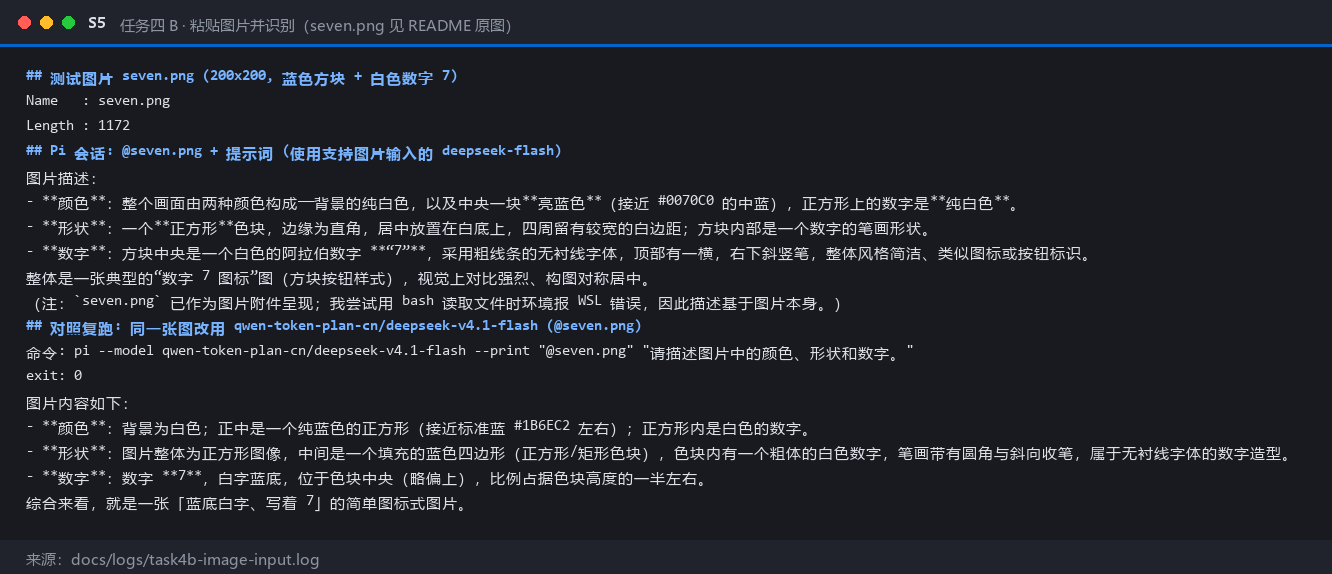 S5 任务四 B · 粘贴图片并识别（seven.png 见 README 原图）
## 测试图片 seven.png (200x200, 蓝色方块 + 白色数字 7)
Name   : seven.png
Length : 1172
## Pi 会话: @seven.png + 提示词 (使用支持图片输入的 deepseek-flash)
图片描述：
- **颜色**：整个画面由两种颜色构成——背景的纯白色，以及中央一块**亮蓝色**（接近 #0070C0 的中蓝），正方形上的数字是**纯白色**。
- **形状**：一个**正方形**色块，边缘为直角，居中放置在白底上，四周留有较宽的白边距；方块内部是一个数字的笔画形状。
- **数字**：方块中央是一个白色的阿拉伯数字 **“7”**，采用粗线条的无衬线字体，顶部有一横，右下斜竖笔，整体风格简洁、类似图标或按钮标识。
整体是一张典型的“数字 7 图标”图（方块按钮样式），视觉上对比强烈、构图对称居中。
（注：`seven.png` 已作为图片附件呈现；我尝试用 bash 读取文件时环境报 WSL 错误，因此描述基于图片本身。）
## 对照复跑: 同一张图改用 qwen-token-plan-cn/deepseek-v4.1-flash (@seven.png)
命令: pi --model qwen-token-plan-cn/deepseek-v4.1-flash --print "@seven.png" "请描述图片中的颜色、形状和数字。"
exit: 0
图片内容如下：
- **颜色**：背景为白色；正中是一个纯蓝色的正方形（接近标准蓝 #1B6EC2 左右）；正方形内是白色的数字。
- **形状**：图片整体为正方形图像，中间是一个填充的蓝色四边形（正方形/矩形色块），色块内有一个粗体的白色数字，笔画带有圆角与斜向收笔，属于无衬线字体的数字造型。
- **数字**：数字 **7**，白字蓝底，位于色块中央（略偏上），比例占据色块高度的一半左右。
综合来看，就是一张「蓝底白字、写着 7」的简单图标式图片。
来源：docs/logs/task4b-image-input.log